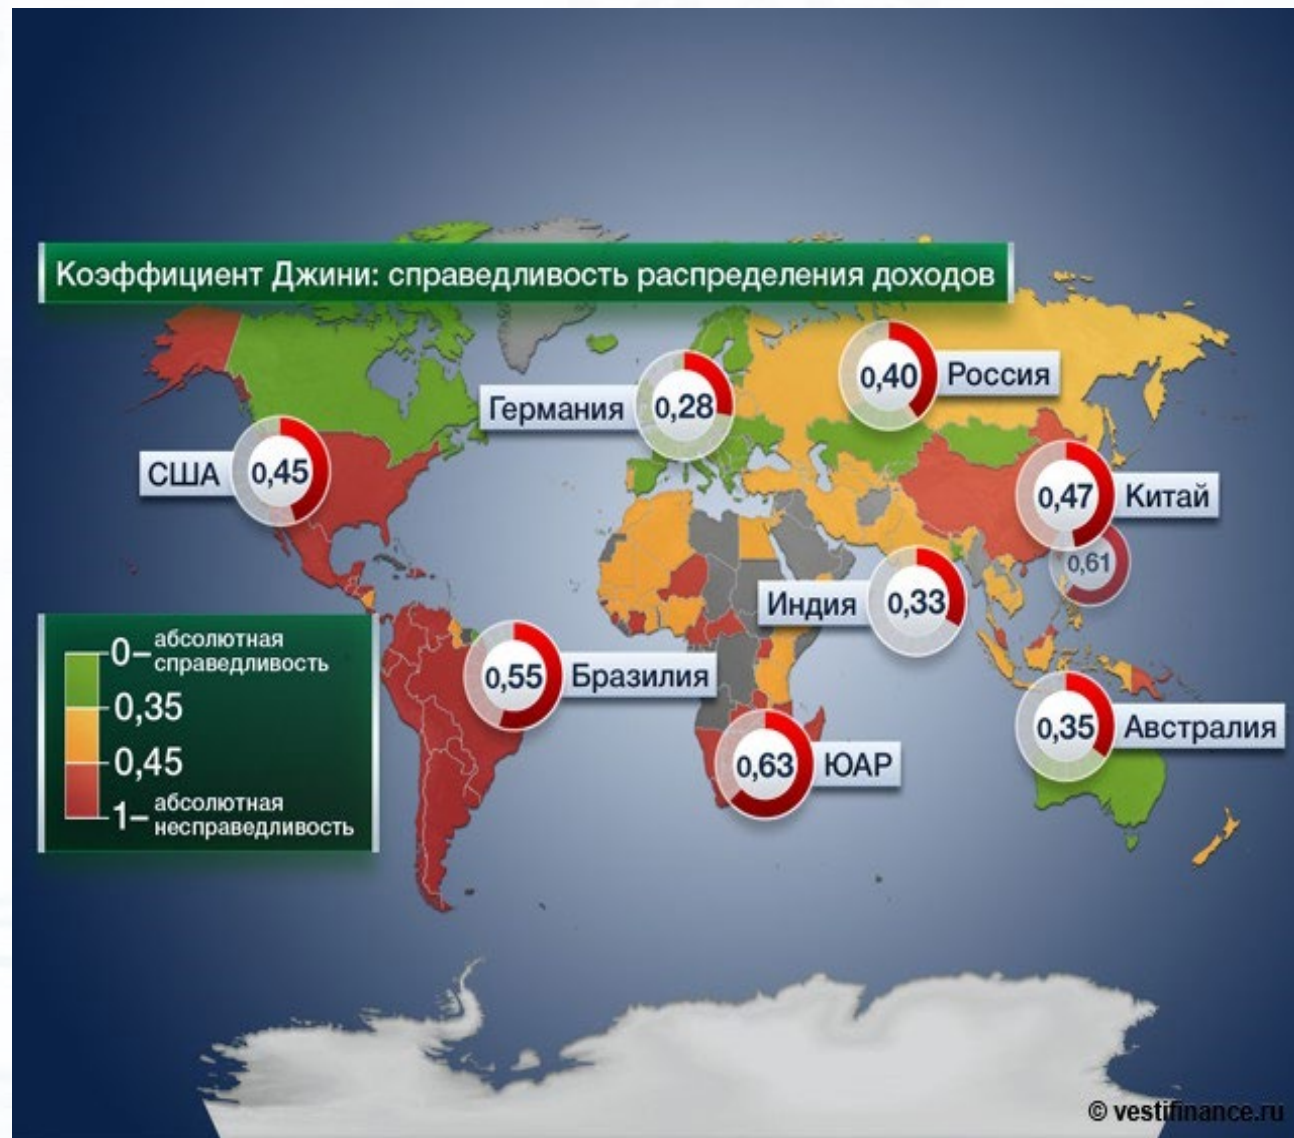 Коэффициент Джини: справедливость распределения доходов
0,40
Россия
Германия
0,28
США
0,45
0,47
Китай
0,61
Индия
0,33
0–
абсолютная
справедливость
0,35
0,45
1–
абсолютная
несправедливость
0,55
Бразилия
0,35
Австралия
0,63
ЮАР
© vestifinance.ru